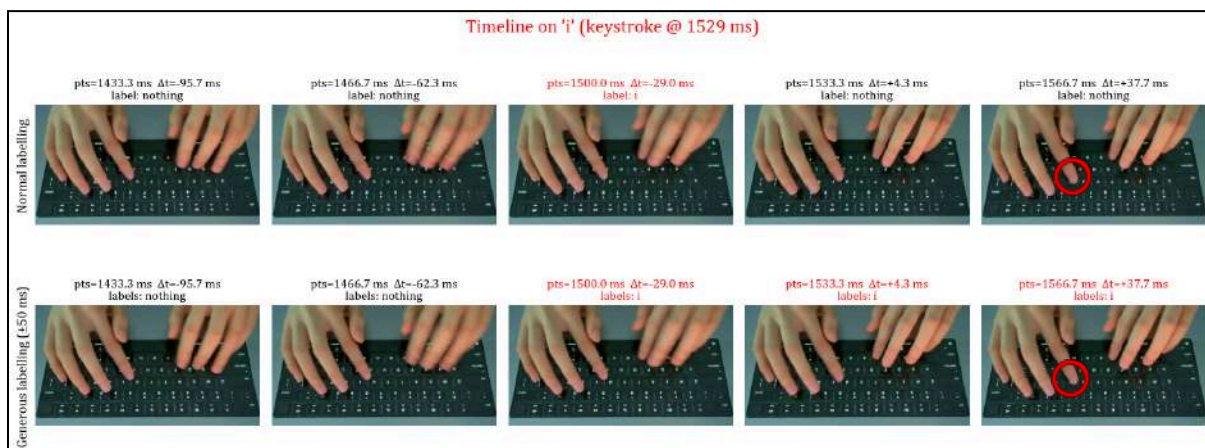 Timeline on 'i' (keystroke @ 1529 ms)
Normal labelling
pts=1433.3 ms Δt=-95.7 ms
label: nothing
pts=1466.7 ms Δt=-62.3 ms
label: nothing
pts=1500.0 ms Δt=-29.0 ms
label: i
pts=1533.3 ms Δt=+4.3 ms
label: nothing
pts=1566.7 ms Δt=+37.7 ms
label: nothing
Generous labelling (±50 ms)
pts=1433.3 ms Δt=-95.7 ms
labels: nothing
pts=1466.7 ms Δt=-62.3 ms
labels: nothing
pts=1500.0 ms Δt=-29.0 ms
labels: i
pts=1533.3 ms Δt=+4.3 ms
labels: i
pts=1566.7 ms Δt=+37.7 ms
labels: i